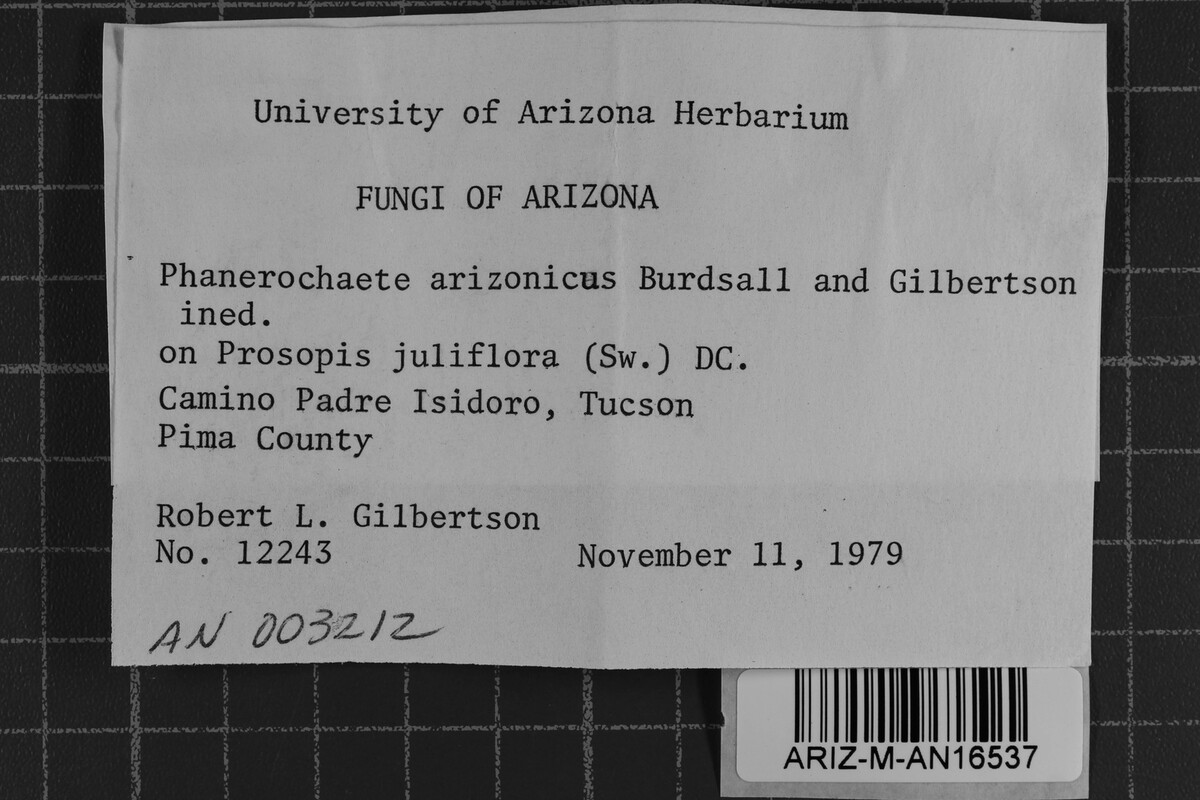 University of Arizona Herbarium
FUNGI OF ARIZONA
Phanerochaete arizonicus Burdsall and Gilbertson
ined.
on Prosopis juliflora (Sw.) DC.
Camino Padre Isidoro, Tucson
Pima County
Robert L. Gilbertson
No. 12243 November 11, 1979
AN 003212
ARIZ-M-AN16537